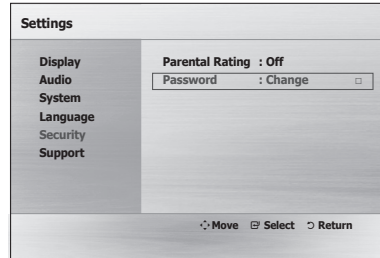 Settings
Display
Audio
System
Language
Security
Support
Parental Rating : Off
Password : Change
Move Select Return